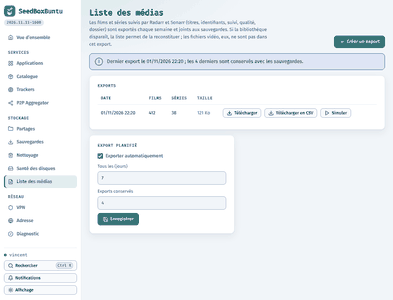 SeedBoxBuntu
Vue d'ensemble
SERVICES
Applications
Catalogue
Trackers
P2P Aggregator
STOCKAGE
Partages
Sauvegardes
Nettoyage
Santé des disques
Liste des médias
RÉSEAU
VPN
Adresse
Diagnostic
vincent
Rechercher Ctrl K
Notifications
Affichage
Liste des médias
Les films et séries suivis par Radarr et Sonarr (titres, identifiants, suivi, qualité,
dossier) sont exportés chaque semaine et joints aux sauvegardes. Si la bibliothèque
disparaît, la liste permet de la reconstituer ; les fichiers vidéo, eux, ne sont pas dans
cet export.
Créer un export
Dernier export le 01/11/2026 22:20 ; les 4 derniers sont conservés avec les sauvegardes.
EXPORTS
DATE FILMS SÉRIES TAILLE
01/11/2026 22:20 412 38 121 Kio Télécharger Télécharger en CSV Simuler
EXPORT PLANIFIÉ
Exporter automatiquement
Tous les (jours)
7
Exports conservés
4
Enregistrer